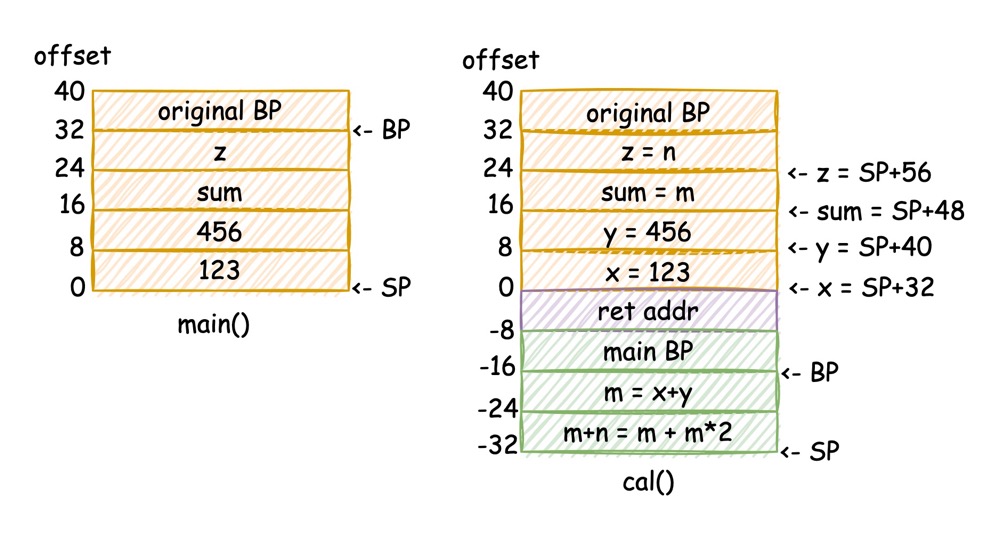 offset
40
original BP
32
<- BP
z
24
sum
16
456
8
123
0
<- SP
main()
offset
40
original BP
32
z = n
24
<- z = SP+56
sum = m
16
<- sum = SP+48
y = 456
8
<- y = SP+40
x = 123
0
<- x = SP+32
ret addr
-8
main BP
-16
<- BP
m = x+y
-24
m+n = m + m*2
-32
<- SP
cal()